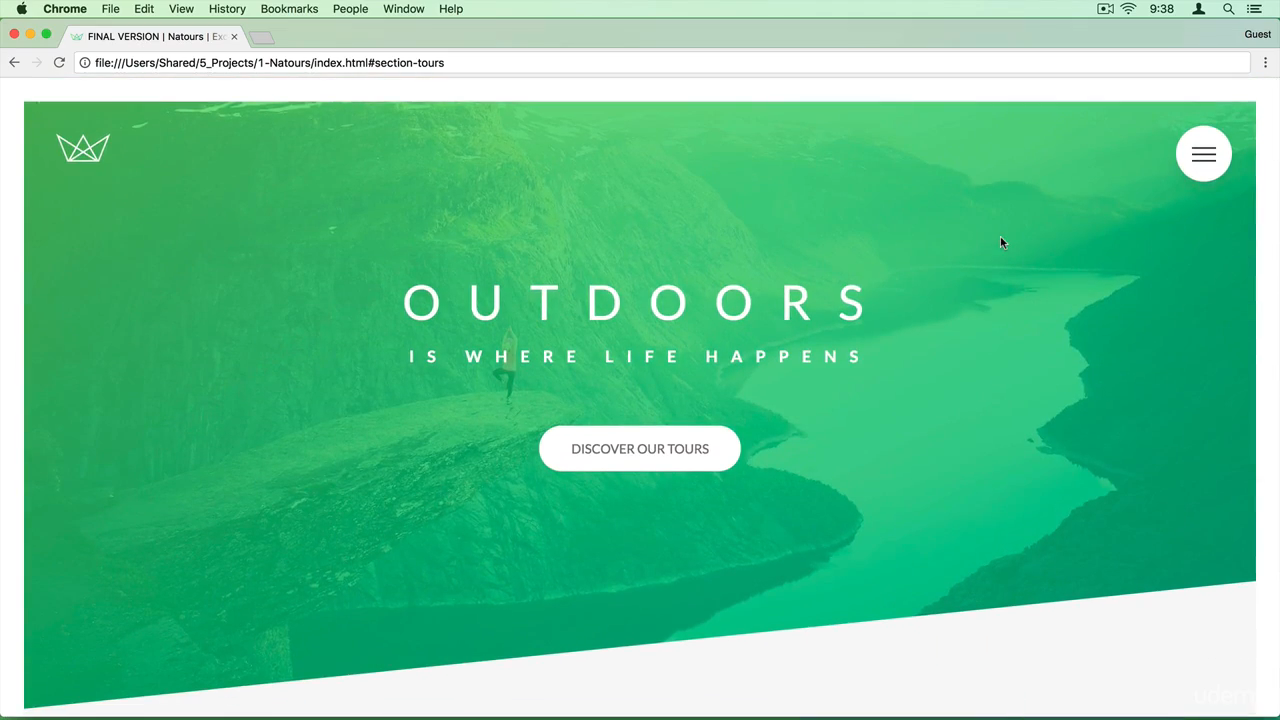 Chrome File Edit View History Bookmarks People Window Help 9:38
FINAL VERSION | Natours | Exc Guest
file:///Users/Shared/5_Projects/1-Natours/index.html#section-tours
OUTDOORS
IS WHERE LIFE HAPPENS
DISCOVER OUR TOURS
udemy